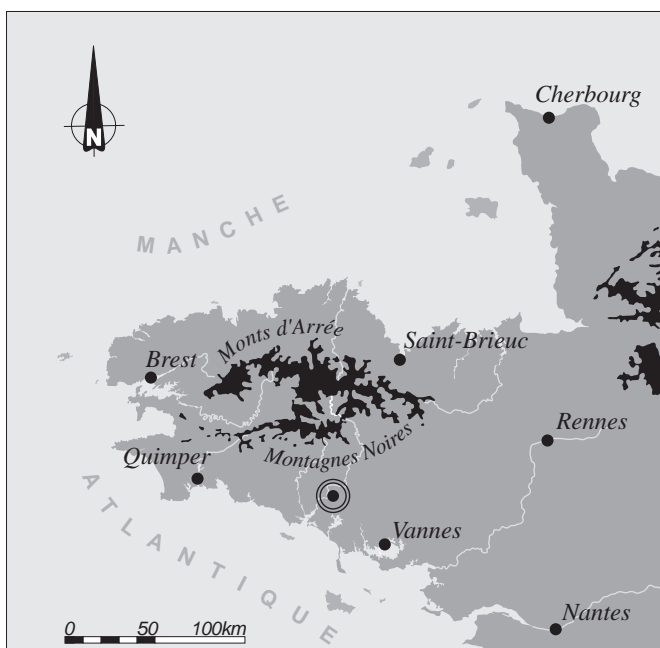 Cherbourg
N
MANCHE
Monts d'Arrée
Saint-Brieuc
Brest
Rennes
Montagnes Noires
Quimper
ATLANTIQUE
Vannes
Nantes
0 50 100km